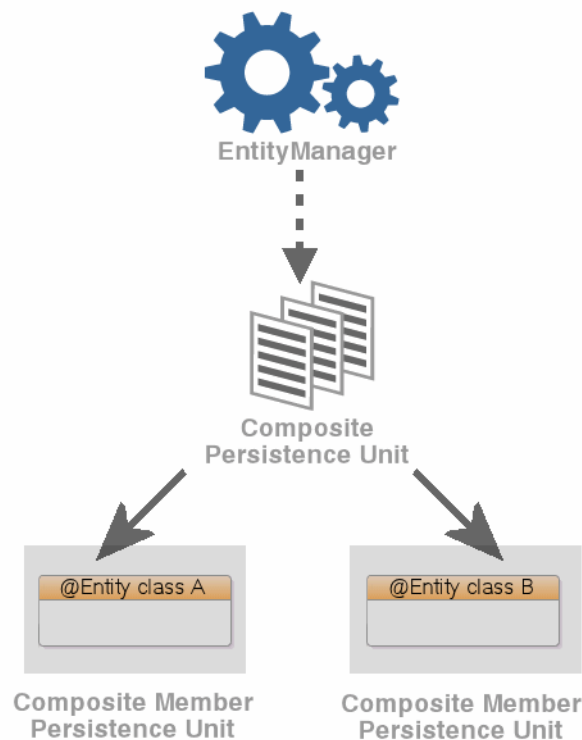 EntityManager
Composite
Persistence Unit
@Entity class A
@Entity class B
Composite Member
Persistence Unit
Composite Member
Persistence Unit